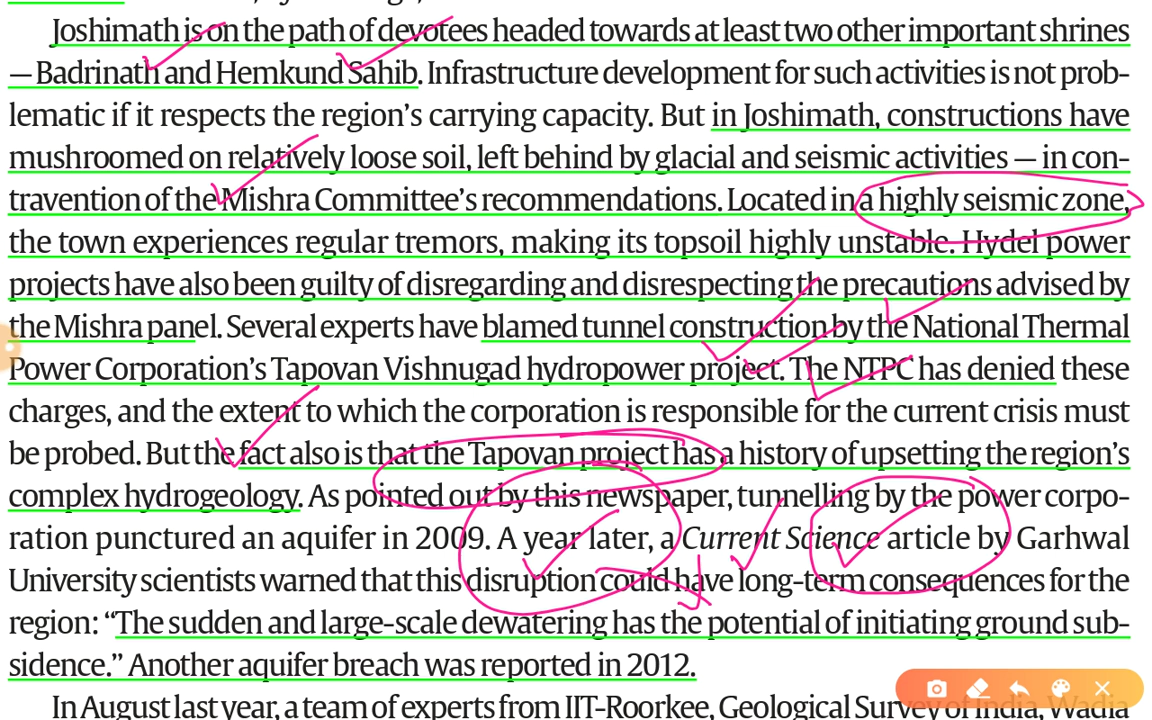 Joshimath is on the path of devotees headed towards at least two other important shrines
— Badrinath and Hemkund Sahib. Infrastructure development for such activities is not prob-
lematic if it respects the region’s carrying capacity. But in Joshimath, constructions have
mushroomed on relatively loose soil, left behind by glacial and seismic activities — in con-
travention of the Mishra Committee’s recommendations. Located in a highly seismic zone,
the town experiences regular tremors, making its topsoil highly unstable. Hydel power
projects have also been guilty of disregarding and disrespecting the precautions advised by
the Mishra panel. Several experts have blamed tunnel construction by the National Thermal
Power Corporation’s Tapovan Vishnugad hydropower project. The NTPC has denied these
charges, and the extent to which the corporation is responsible for the current crisis must
be probed. But the fact also is that the Tapovan project has a history of upsetting the region’s
complex hydrogeology. As pointed out by this newspaper, tunnelling by the power corpo-
ration punctured an aquifer in 2009. A year later, a Current Science article by Garhwal
University scientists warned that this disruption could have long-term consequences for the
region: “The sudden and large-scale dewatering has the potential of initiating ground sub-
sidence.” Another aquifer breach was reported in 2012.
In August last year, a team of experts from IIT-Roorkee, Geological Survey of India, Wadia